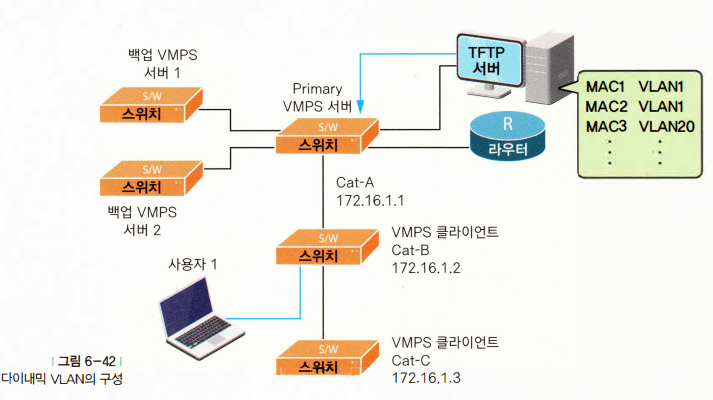 백업 VMPS
서버 1
S/W
스위치
Primary
VMPS 서버
S/W
스위치
TFTP
서버
MAC1 VLAN1
MAC2 VLAN1
MAC3 VLAN20
R
라우터
S/W
스위치
백업 VMPS
서버 2
Cat-A
172.16.1.1
VMPS 클라이언트
Cat-B
172.16.1.2
S/W
스위치
사용자 1
VMPS 클라이언트
Cat-C
172.16.1.3
S/W
스위치
그림 6-42
다이내믹 VLAN의 구성